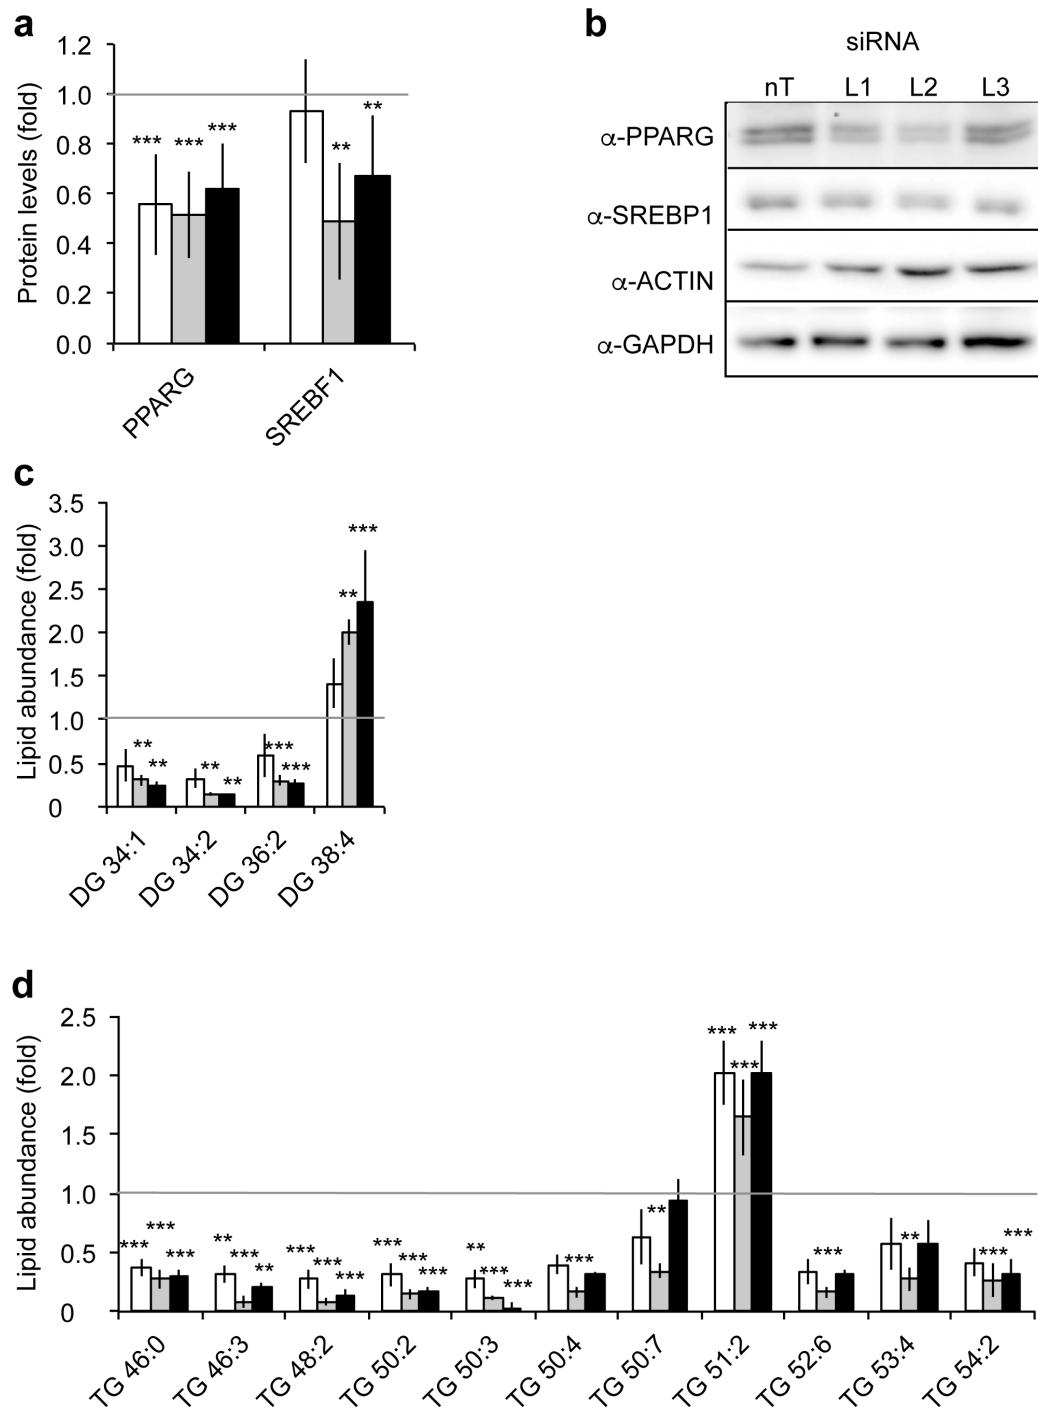 a
1.2
1.0
0.8
0.6
0.4
0.2
0.0
Protein levels (fold)
*** *** ***
** **
PPARG
SREBF1
b
siRNA
nT L1 L2 L3
α-PPARG
α-SREBP1
α-ACTIN
α-GAPDH
c
3.5
3.0
2.5
2.0
1.5
1.0
0.5
0
Lipid abundance (fold)
** **
** **
*** ***
** ***
DG 34:1
DG 34:2
DG 36:2
DG 38:4
d
2.5
2.0
1.5
1.0
0.5
0
Lipid abundance (fold)
*** *** ***
** *** **
*** *** ***
*** *** ***
** *** ***
***
**
*** *** ***
***
**
*** ***
TG 46:0
TG 46:3
TG 48:2
TG 50:2
TG 50:3
TG 50:4
TG 50:7
TG 51:2
TG 52:6
TG 53:4
TG 54:2